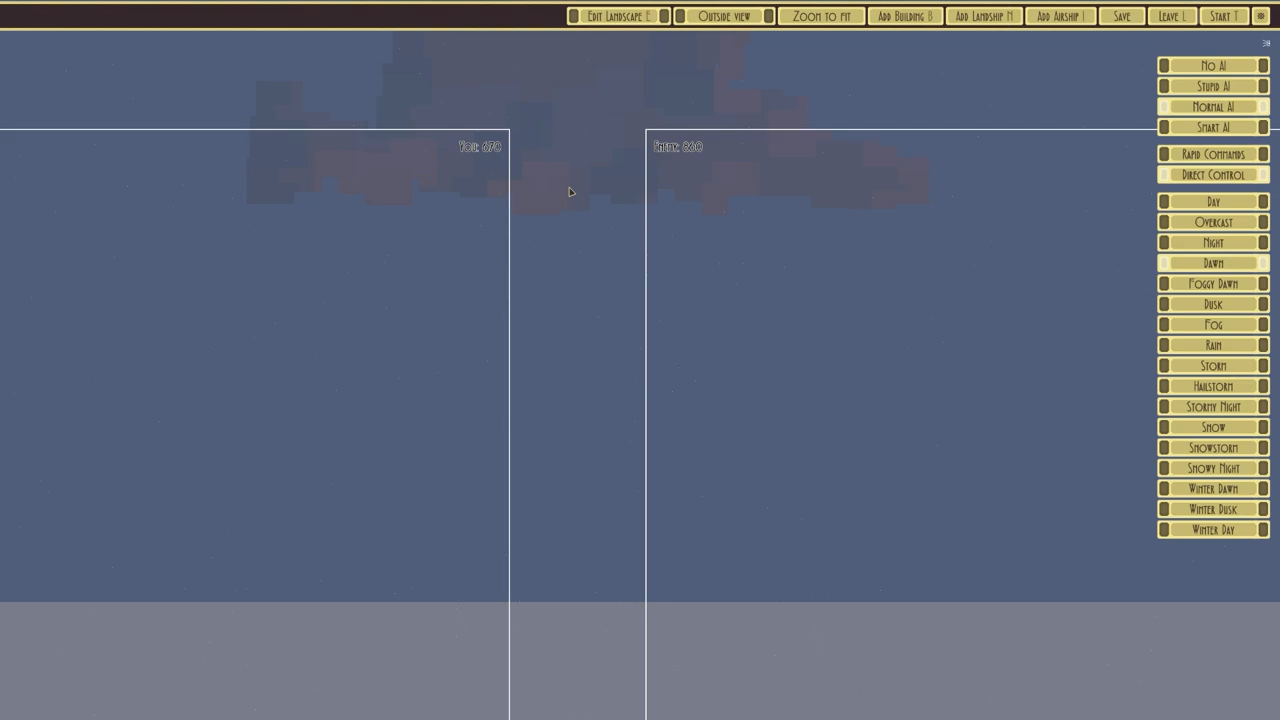 Edit Landscape E Outside view Zoom to fit Add Building B Add Landship N Add Airship I Save Leave L Start T
No AI
Stupid AI
Normal AI
Smart AI
You: 670
Enemy: 860
Rapid Commands
Direct Control
Day
Overcast
Night
Dawn
Foggy Dawn
Dusk
Fog
Rain
Storm
Hailstorm
Stormy Night
Snow
Snowstorm
Snowy Night
Winter Dawn
Winter Dusk
Winter Day